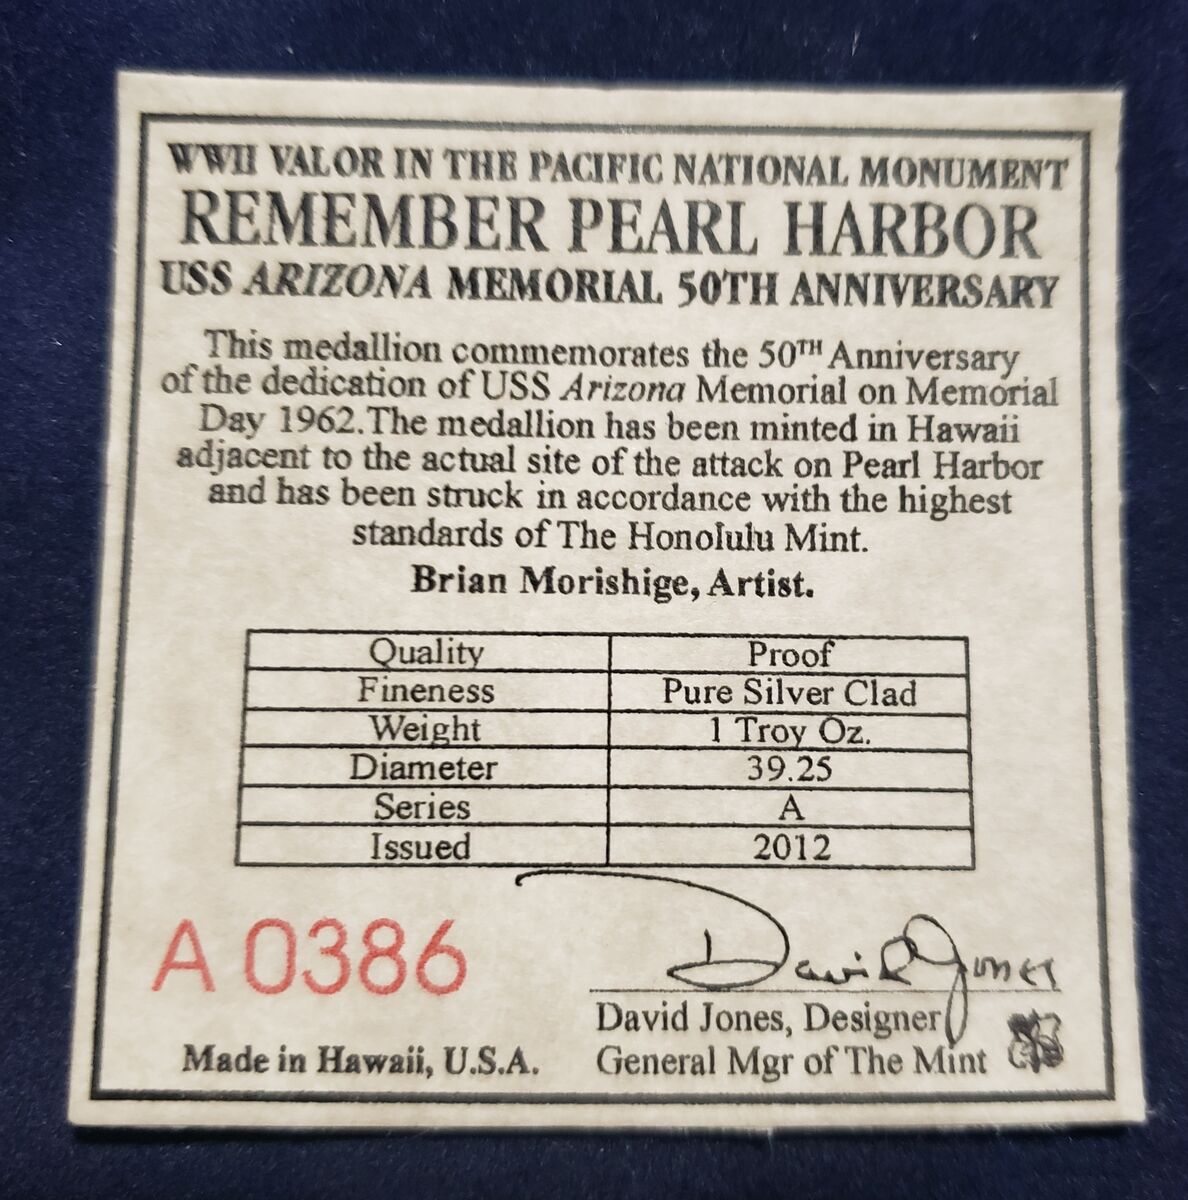 WWII VALOR IN THE PACIFIC NATIONAL MONUMENT
REMEMBER PEARL HARBOR
USS ARIZONA MEMORIAL 50TH ANNIVERSARY
This medallion commemorates the 50TH Anniversary
of the dedication of USS Arizona Memorial on Memorial
Day 1962.The medallion has been minted in Hawaii
adjacent to the actual site of the attack on Pearl Harbor
and has been struck in accordance with the highest
standards of The Honolulu Mint.
Brian Morishige, Artist.
Quality Proof
Fineness Pure Silver Clad
Weight 1 Troy Oz.
Diameter 39.25
Series A
Issued 2012
A 0386
David Jones
David Jones, Designer
Made in Hawaii, U.S.A.
General Mgr of The Mint